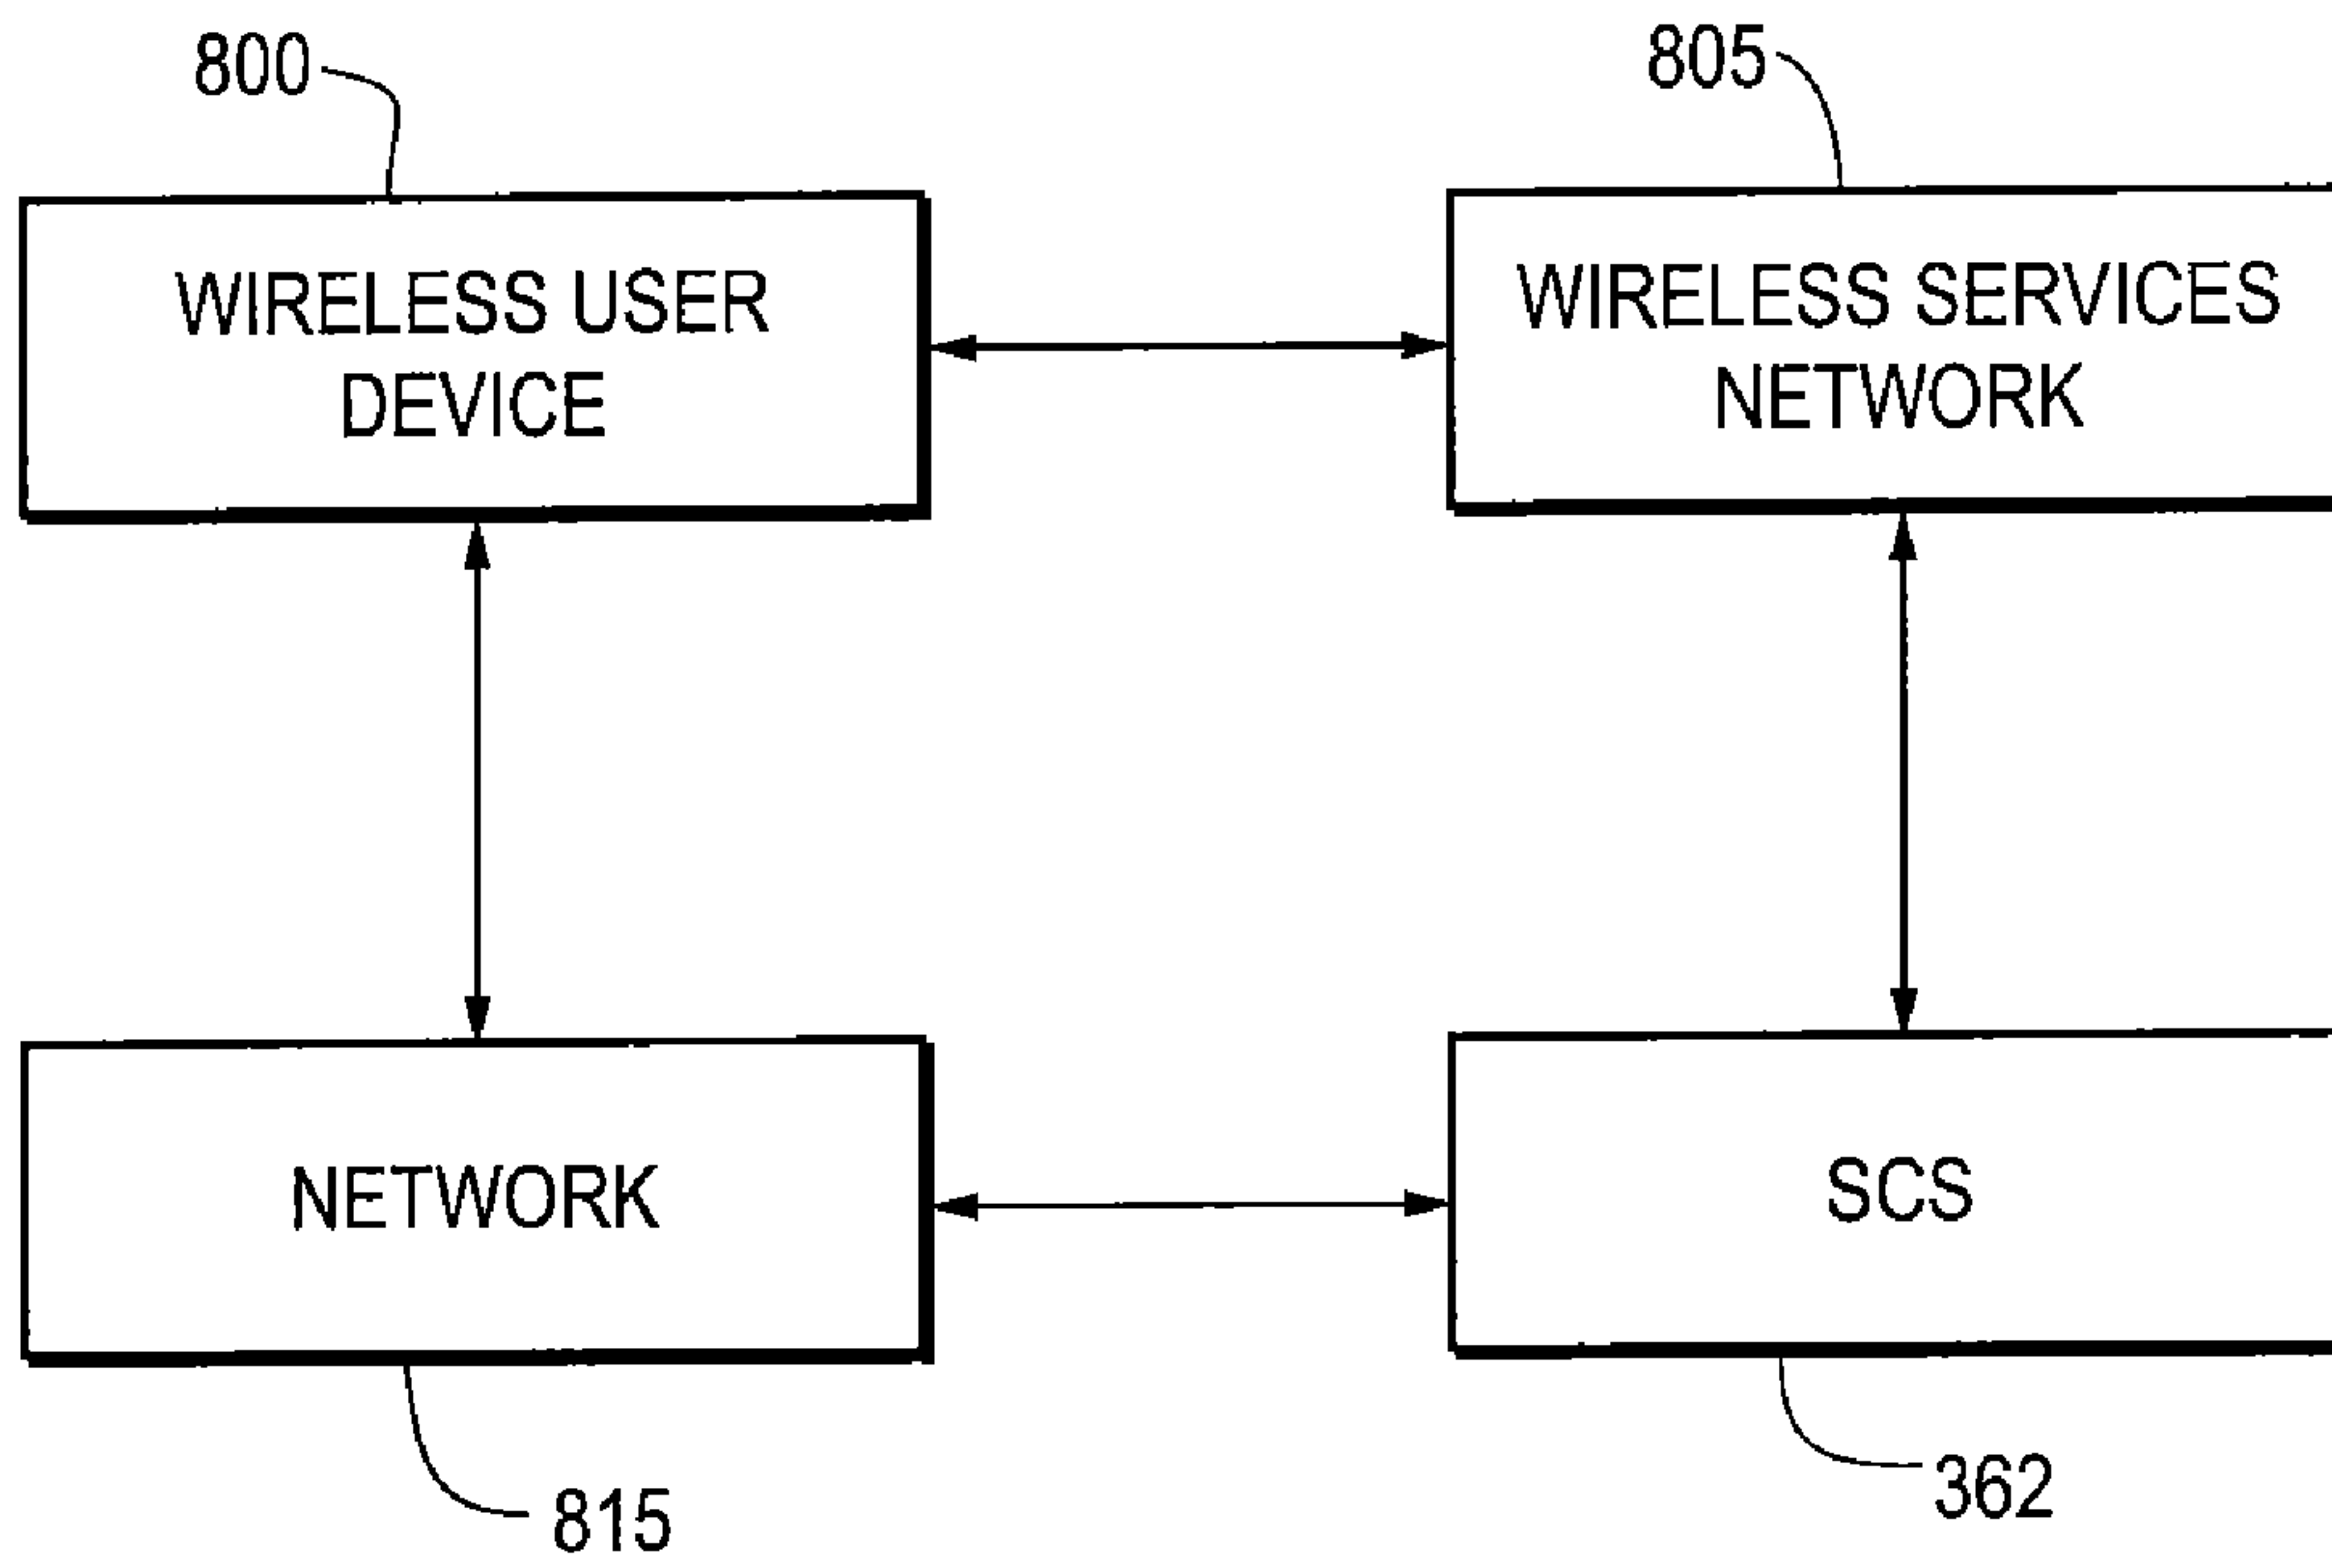 800
805
WIRELESS USER
DEVICE
WIRELESS SERVICES
NETWORK
NETWORK
SCS
815
362